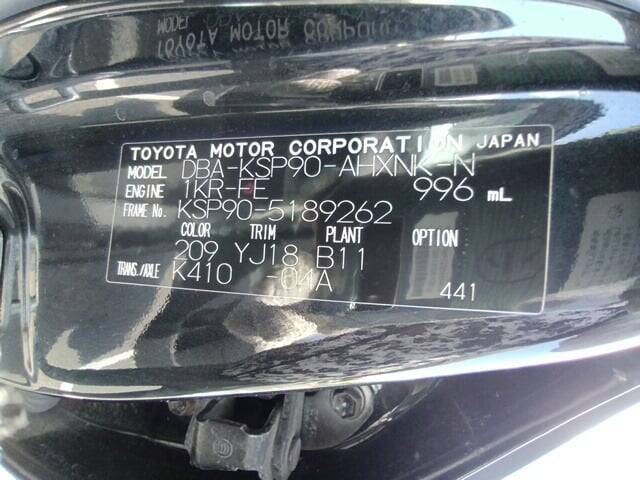 TOYOTA MOTOR CORPORATION JAPAN
MODEL DBA-KSP90-AHXNK-N
ENGINE 1KR-FE 996 mL
FRAME No. KSP90-5189262
COLOR TRIM PLANT OPTION
209 YJ18 B11
TRANS./AXLE K410 -04A
441